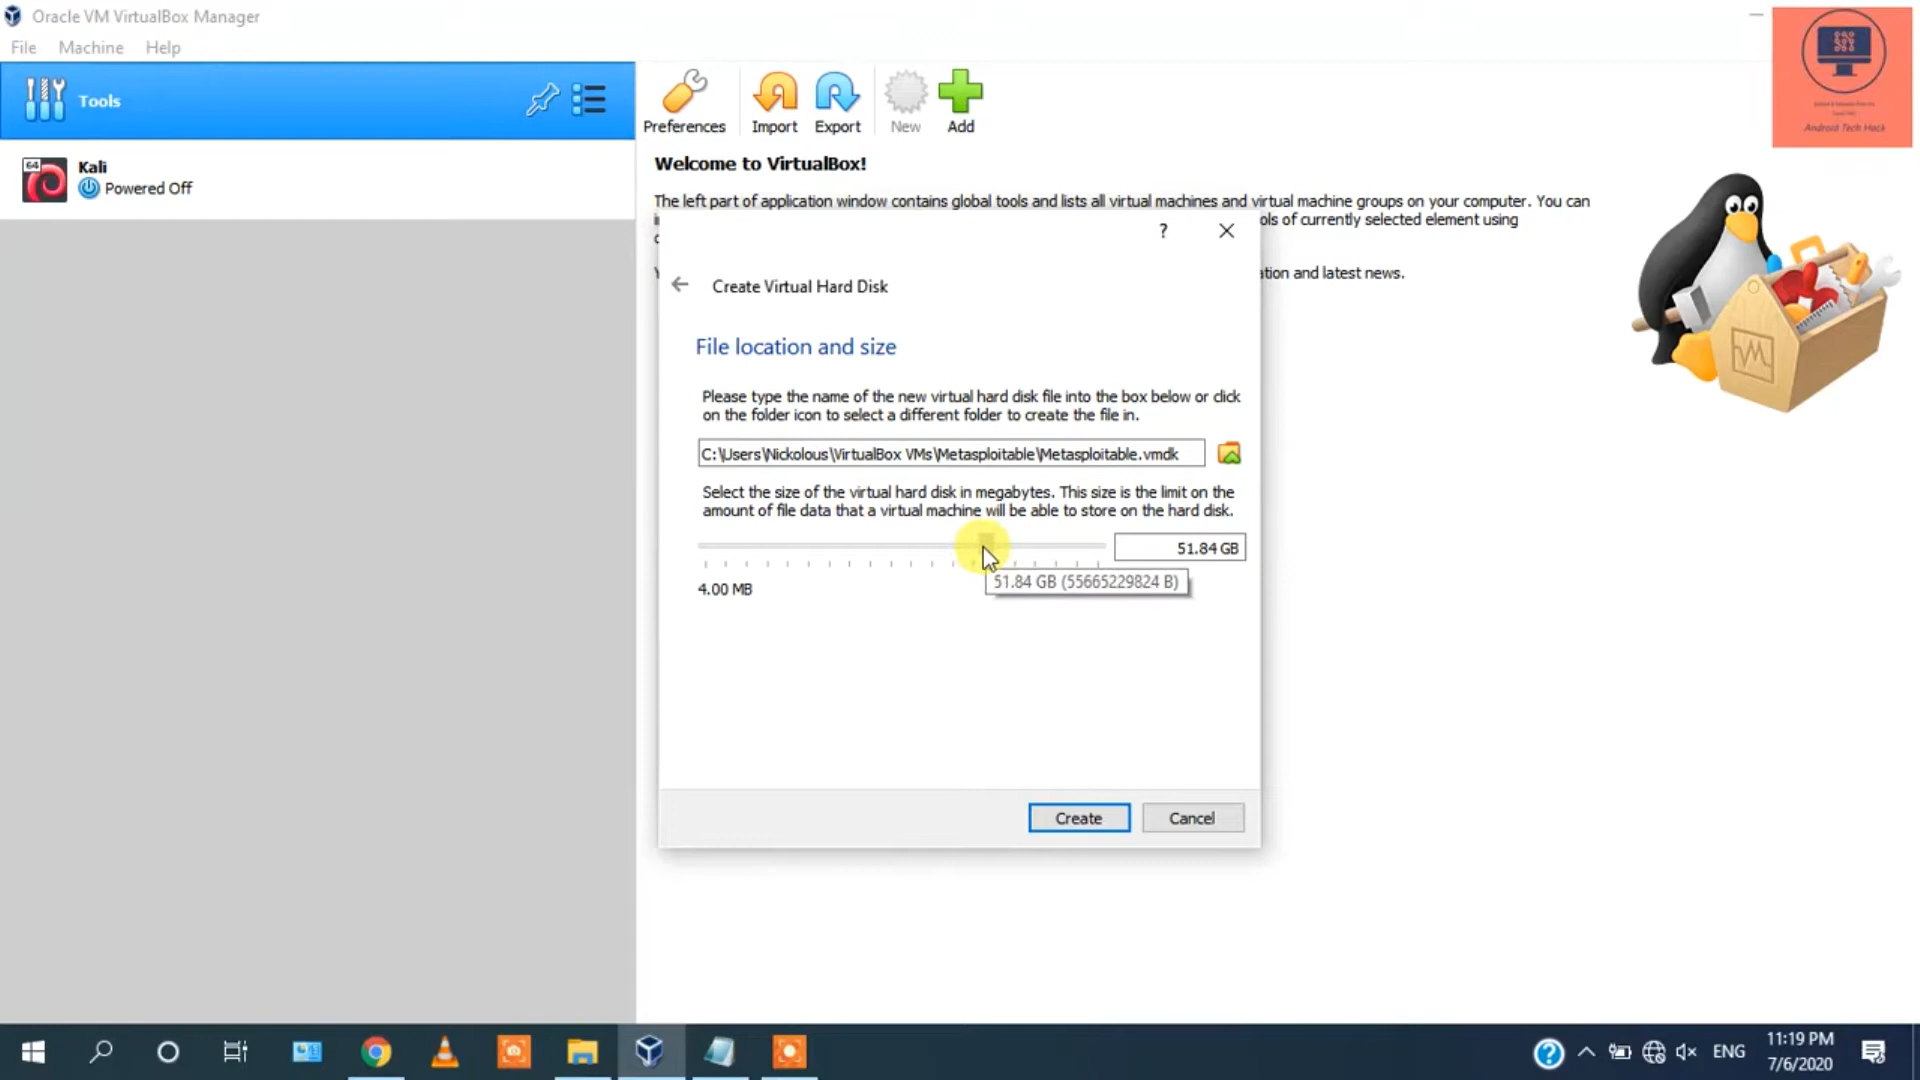 Oracle VM VirtualBox Manager
File Machine Help
Tools
Preferences Import Export New Add
Android Tech Hack
64
Kali
Powered Off
Welcome to VirtualBox!
The left part of application window contains global tools and lists all virtual machines and virtual machine groups on your computer. You can
ols of currently selected element using
ation and latest news.
?
Create Virtual Hard Disk
File location and size
Please type the name of the new virtual hard disk file into the box below or click
on the folder icon to select a different folder to create the file in.
C:\Users\Nickolous\VirtualBox VMs\Metasploitable\Metasploitable.vmdk
Select the size of the virtual hard disk in megabytes. This size is the limit on the
amount of file data that a virtual machine will be able to store on the hard disk.
51.84 GB
51.84 GB (55665229824 B)
4.00 MB
Create Cancel
ENG
11:19 PM
7/6/2020